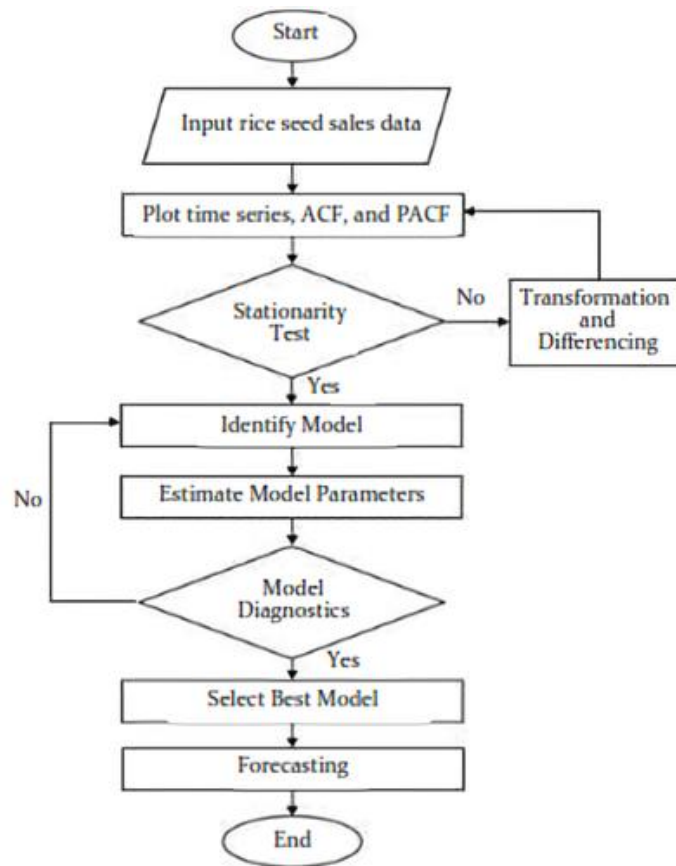 Start
Input rice seed sales data
Plot time series, ACF, and PACF
Stationarity
Test
No
Transformation
and
Differencing
Yes
Identify Model
No
Estimate Model Parameters
Model
Diagnostics
Yes
Select Best Model
Forecasting
End